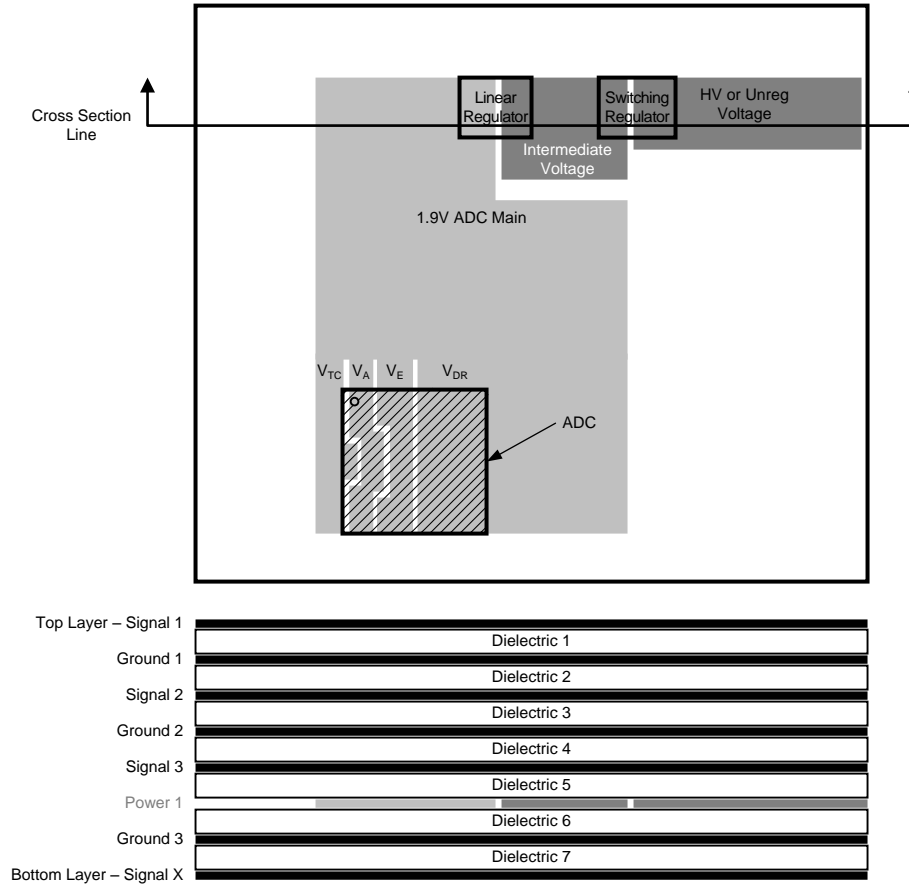 Linear
Regulator
Switching
Regulator
HV or Unreg
Voltage
Cross Section
Line
Intermediate
Voltage
1.9V ADC Main
VTC VA VE VDR
ADC
Top Layer – Signal 1
Dielectric 1
Ground 1
Dielectric 2
Signal 2
Dielectric 3
Ground 2
Dielectric 4
Signal 3
Dielectric 5
Power 1
Dielectric 6
Ground 3
Dielectric 7
Bottom Layer – Signal X